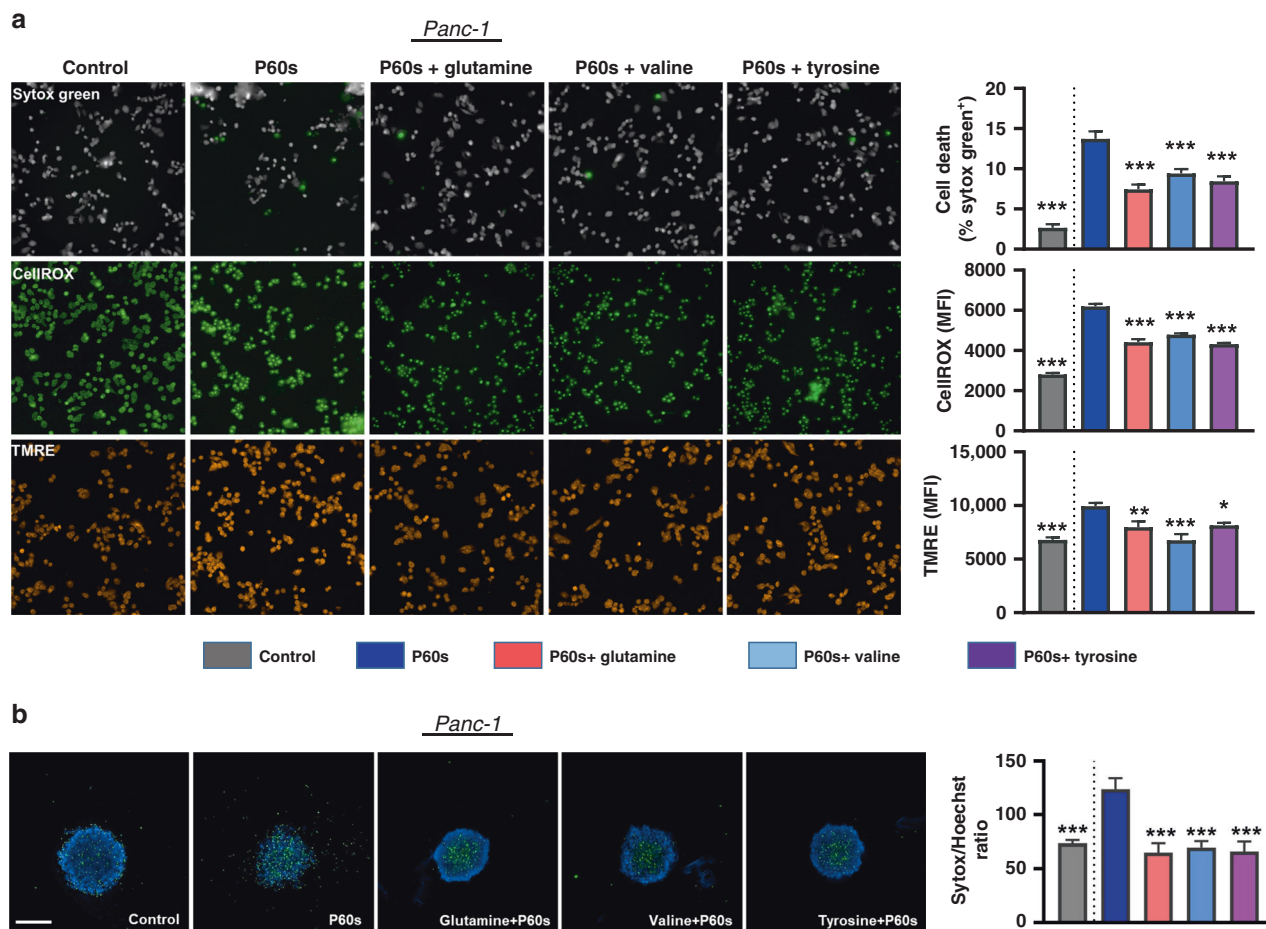 a
Panc-1
Control
P60s
P60s + glutamine
P60s + valine
P60s + tyrosine
Sytox green
CellROX
TMRE
Cell death
(% sytox green+)
20
15
10
5
0
***
***
***
***
CellROX (MFI)
8000
6000
4000
2000
0
***
***
***
***
TMRE (MFI)
15,000
10,000
5000
0
***
**
***
*
Control
P60s
P60s+ glutamine
P60s+ valine
P60s+ tyrosine
b
Panc-1
Control
P60s
Glutamine+P60s
Valine+P60s
Tyrosine+P60s
Sytox/Hoechst
ratio
150
100
50
0
***
***
***
***